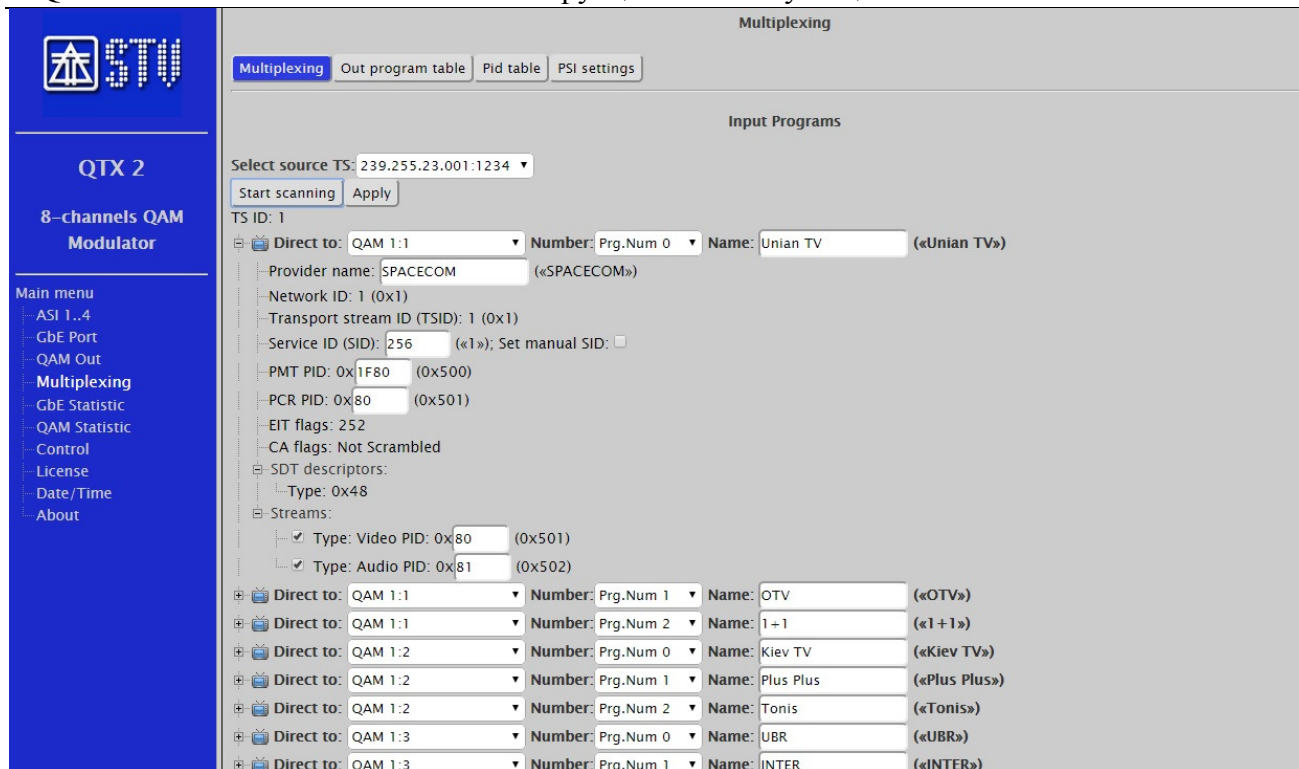 STV
QTX 2
8-channels QAM
Modulator
Main menu
ASI 1..4
GbE Port
QAM Out
Multiplexing
GbE Statistic
QAM Statistic
Control
License
Date/Time
About
Multiplexing
Multiplexing Out program table Pid table PSI settings
Input Programs
Select source TS: 239.255.23.001:1234
Start scanning Apply
TS ID: 1
Direct to: QAM 1:1 Number: Prg.Num 0 Name: Unian TV («Unian TV»)
Provider name: SPACECOM («SPACECOM»)
Network ID: 1 (0x1)
Transport stream ID (TSID): 1 (0x1)
Service ID (SID): 256 («1»); Set manual SID:
PMT PID: 0x 1F80 (0x500)
PCR PID: 0x 80 (0x501)
EIT flags: 252
CA flags: Not Scrambled
SDT descriptors:
Type: 0x48
Streams:
Type: Video PID: 0x 80 (0x501)
Type: Audio PID: 0x 81 (0x502)
Direct to: QAM 1:1 Number: Prg.Num 1 Name: OTV («OTV»)
Direct to: QAM 1:1 Number: Prg.Num 2 Name: 1+1 («1+1»)
Direct to: QAM 1:2 Number: Prg.Num 0 Name: Kiev TV («Kiev TV»)
Direct to: QAM 1:2 Number: Prg.Num 1 Name: Plus Plus («Plus Plus»)
Direct to: QAM 1:2 Number: Prg.Num 2 Name: Tonis («Tonis»)
Direct to: QAM 1:3 Number: Prg.Num 0 Name: UBR («UBR»)
Direct to: QAM 1:3 Number: Prg.Num 1 Name: INTER («INTER»)